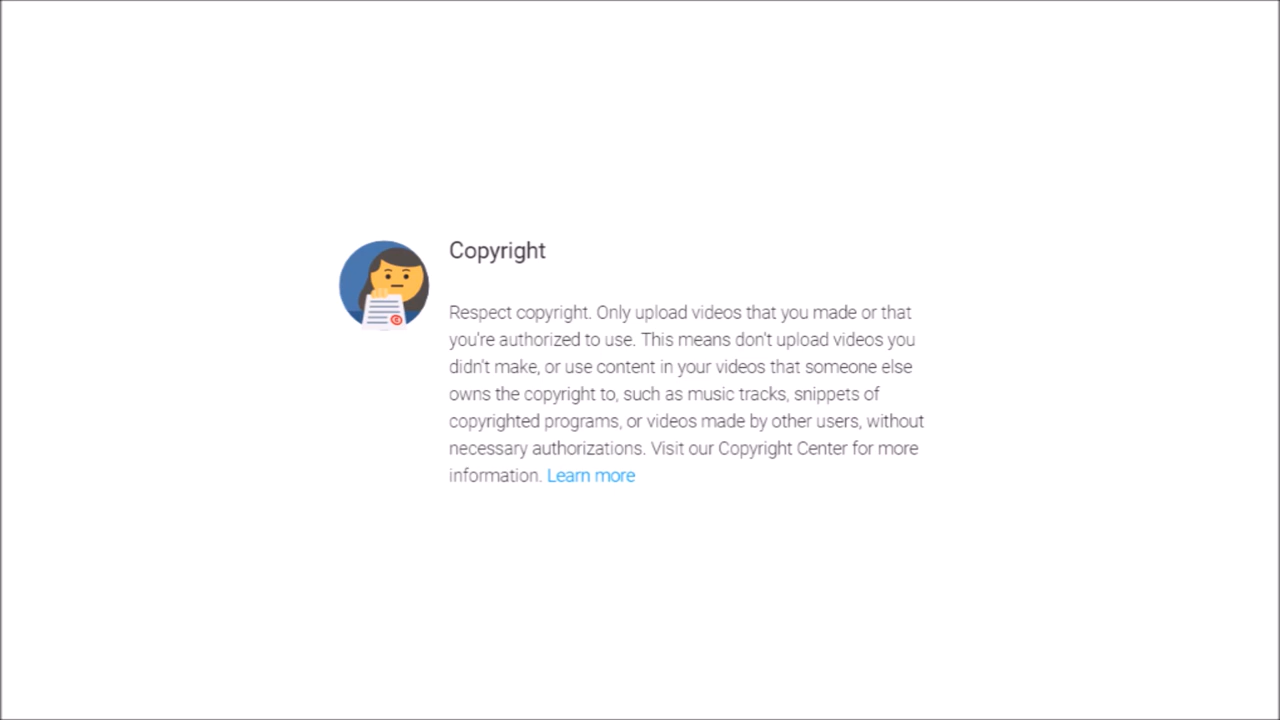 Copyright
Respect copyright. Only upload videos that you made or that
you're authorized to use. This means don't upload videos you
didn't make, or use content in your videos that someone else
owns the copyright to, such as music tracks, snippets of
copyrighted programs, or videos made by other users, without
necessary authorizations. Visit our Copyright Center for more
information. Learn more